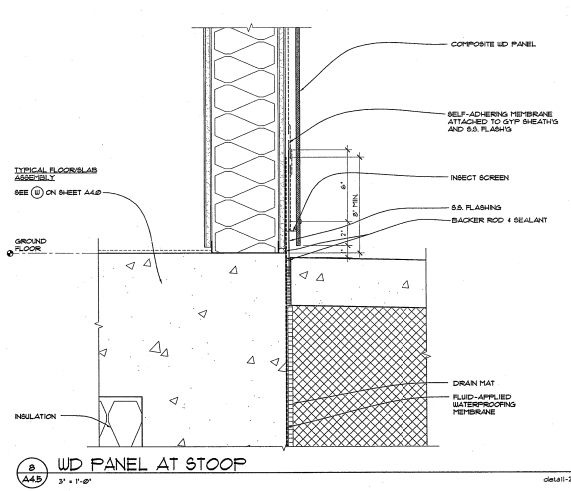 COMPOSITE WD PANEL
SELF-ADHERING MEMBRANE
ATTACHED TO GYP SHEATH'G
AND S.S. FLASH'G
TYPICAL FLOOR/SLAB
ASSEMBLY
SEE W ON SHEET A4.0
INSECT SCREEN
6"
8" MIN.
S.S. FLASHING
BACKER ROD & SEALANT
2"
1"
GROUND
FLOOR
DRAIN MAT
FLUID-APPLIED
WATERPROOFING
MEMBRANE
INSULATION
8
A4.5
WD PANEL AT STOOP
3" = 1'-0"
detail-2